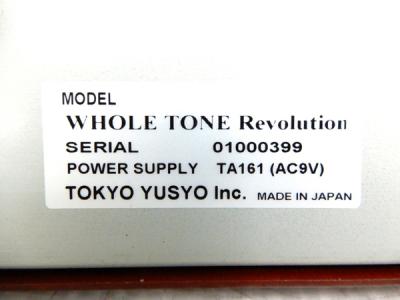 MODEL
WHOLE TONE Revolution
SERIAL 01000399
POWER SUPPLY TA161 (AC9V)
TOKYO YUSYO Inc. MADE IN JAPAN